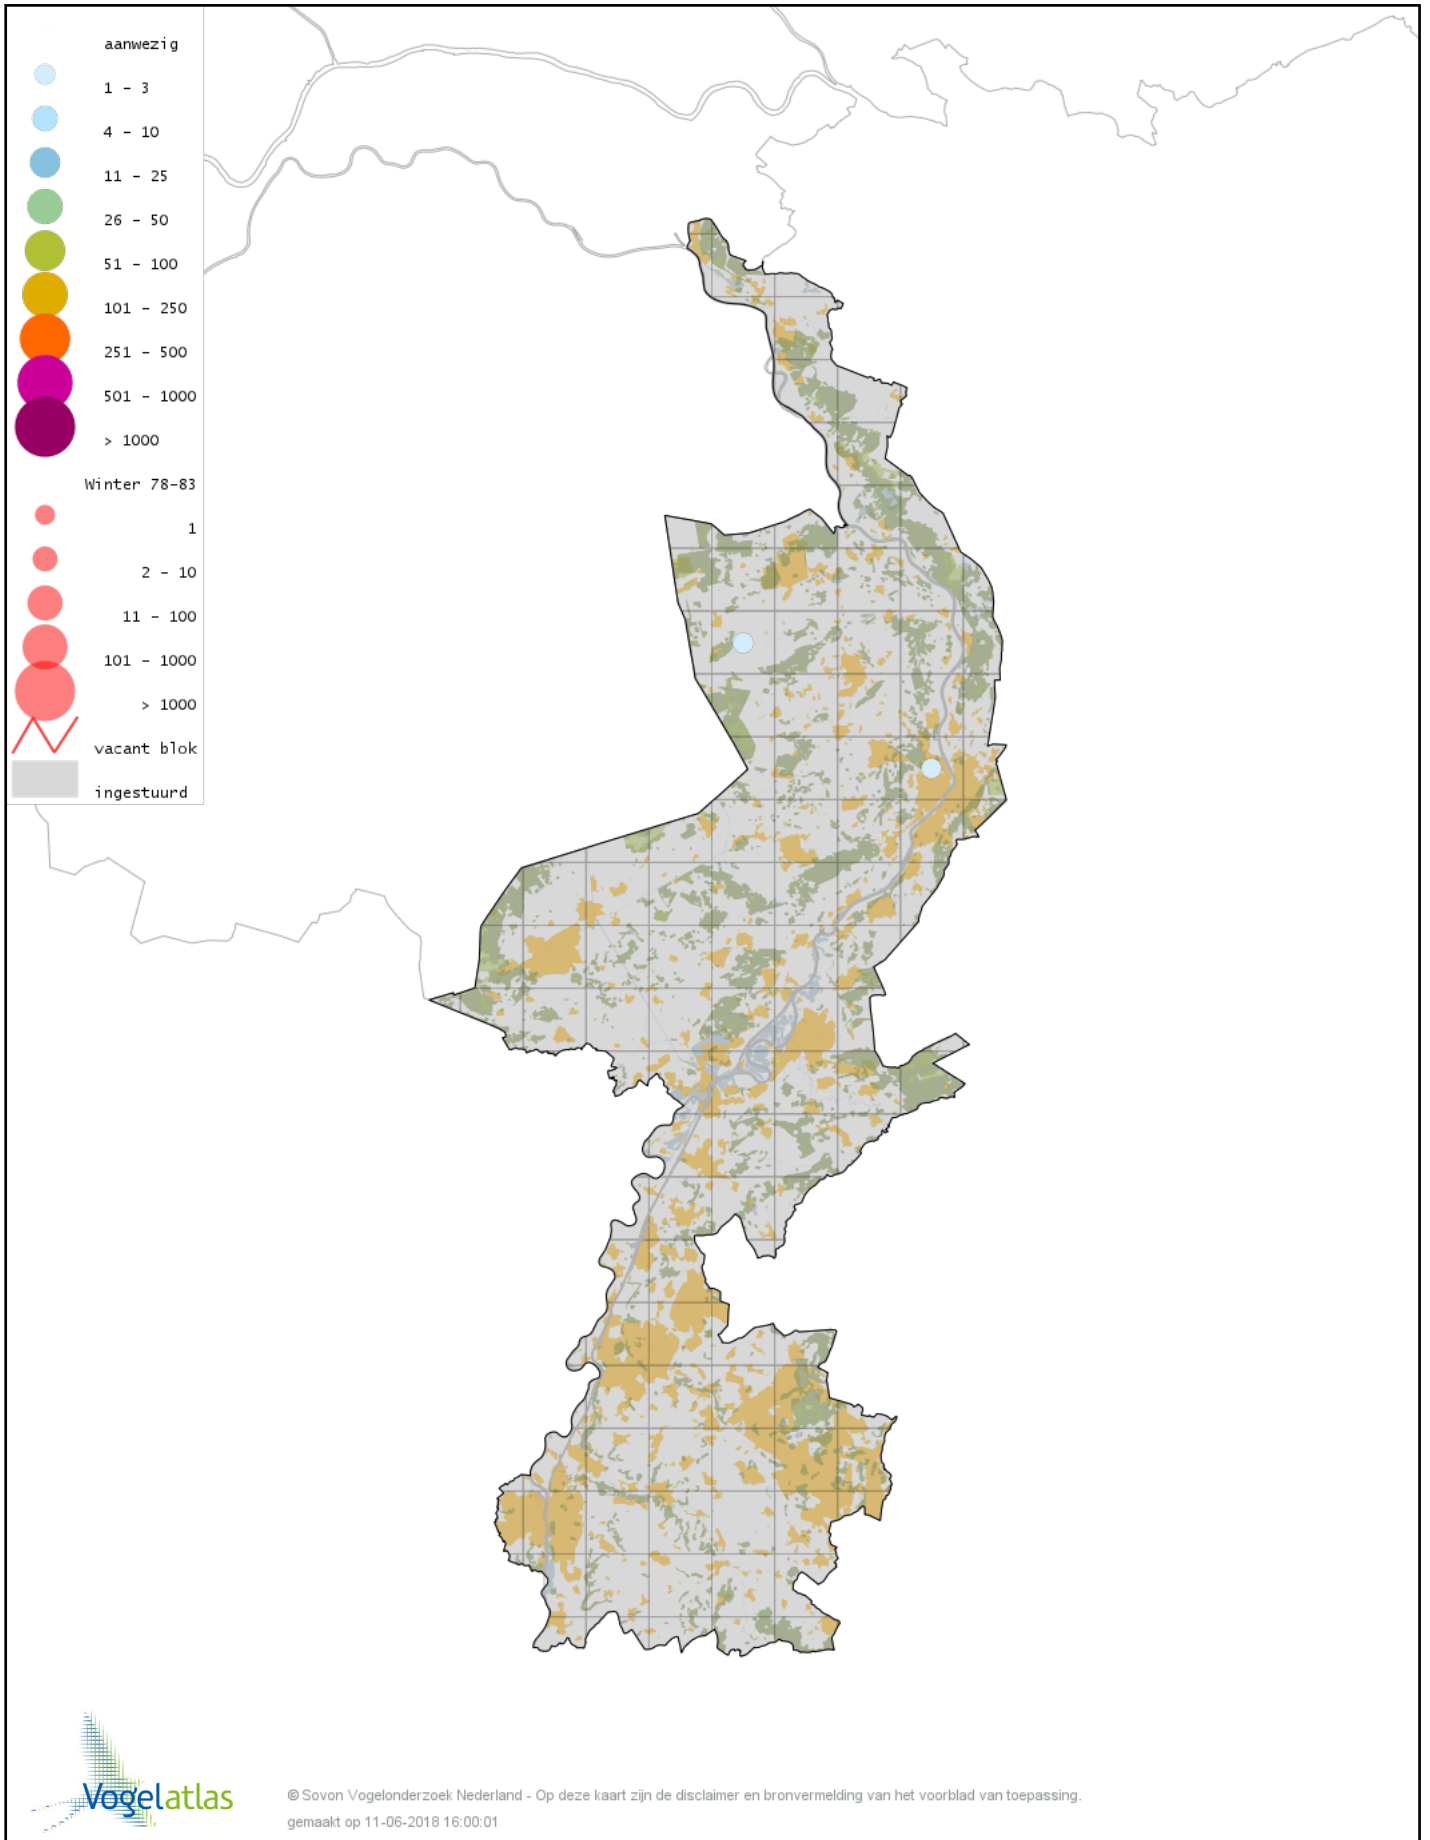 aanwezig
1 - 3
4 - 10
11 - 25
26 - 50
51 - 100
101 - 250
251 - 500
501 - 1000
> 1000
Winter 78-83
1
2 - 10
11 - 100
101 - 1000
> 1000
vacant blok
ingestuurd
Vogelatlas
© Sovon Vogelonderzoek Nederland - Op deze kaart zijn de disclaimer en bronvermelding van het voorblad van toepassing.
gemaakt op 11-06-2018 16:00:01